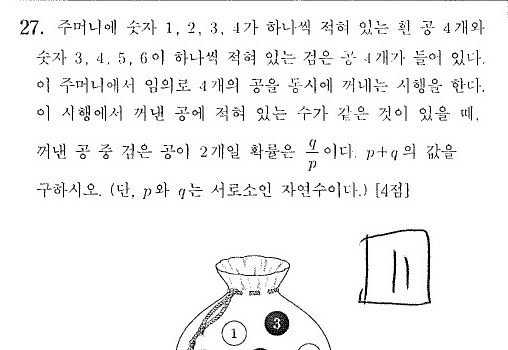 27. 주머니에 숫자 1, 2, 3, 4가 하나씩 적혀 있는 흰 공 4개와
숫자 3, 4, 5, 6이 하나씩 적혀 있는 검은 공 4개가 들어 있다.
이 주머니에서 임의로 4개의 공을 동시에 꺼내는 시행을 한다.
이 시행에서 꺼낸 공에 적혀 있는 수가 같은 것이 있을 때,
꺼낸 공 중 검은 공이 2개일 확률은 q/p 이다. p+q의 값을
구하시오. (단, p와 q는 서로소인 자연수이다.) [4점]
11
1 3